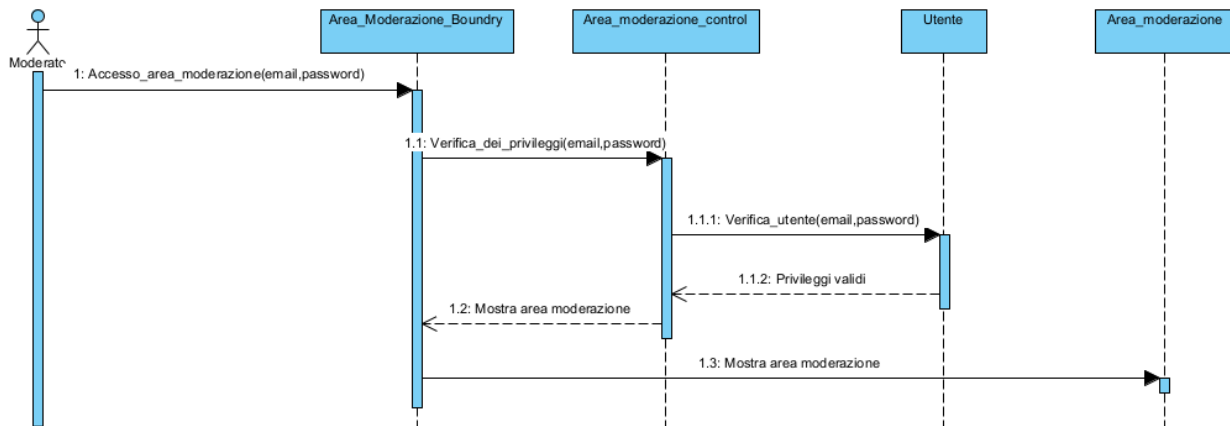 Area_Moderazione_Boundry
Area_moderazione_control
Utente
Area_moderazione
Moderatc
1: Accesso_area_moderazione(email,password)
1.1: Verifica_dei_privileggi(email,password)
1.1.1: Verifica_utente(email,password)
1.1.2: Privileggi validi
1.2: Mostra area moderazione
1.3: Mostra area moderazione